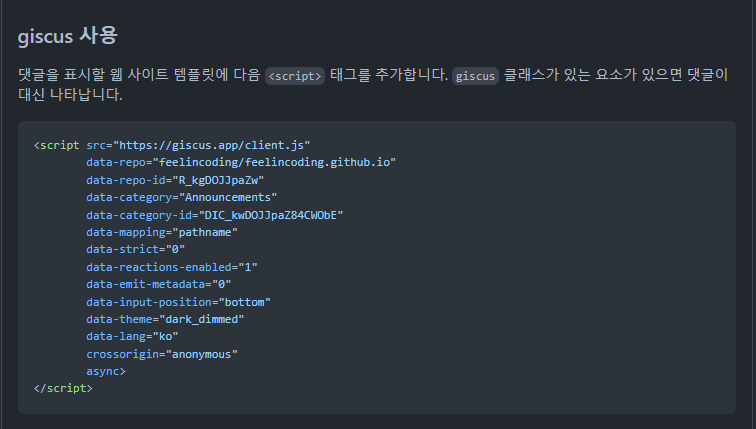 giscus 사용
댓글을 표시할 웹 사이트 템플릿에 다음 <script> 태그를 추가합니다. giscus 클래스가 있는 요소가 있으면 댓글이
대신 나타납니다.
<script src="https://giscus.app/client.js"
        data-repo="feelincoding/feelincoding.github.io"
        data-repo-id="R_kgDOJJpaZw"
        data-category="Announcements"
        data-category-id="DIC_kwDOJJpaZ84CWObE"
        data-mapping="pathname"
        data-strict="0"
        data-reactions-enabled="1"
        data-emit-metadata="0"
        data-input-position="bottom"
        data-theme="dark_dimmed"
        data-lang="ko"
        crossorigin="anonymous"
        async>
</script>